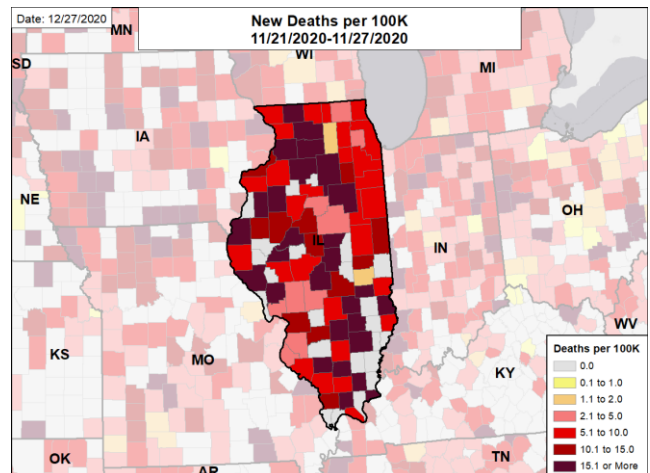 Date: 12/27/2020
New Deaths per 100K
11/21/2020-11/27/2020
MN
SD
WI
MI
IA
NE
OH
IL
IN
WV
KS
MO
KY
OK
AR
TN
Deaths per 100K
0.0
0.1 to 1.0
1.1 to 2.0
2.1 to 5.0
5.1 to 10.0
10.1 to 15.0
15.1 or More